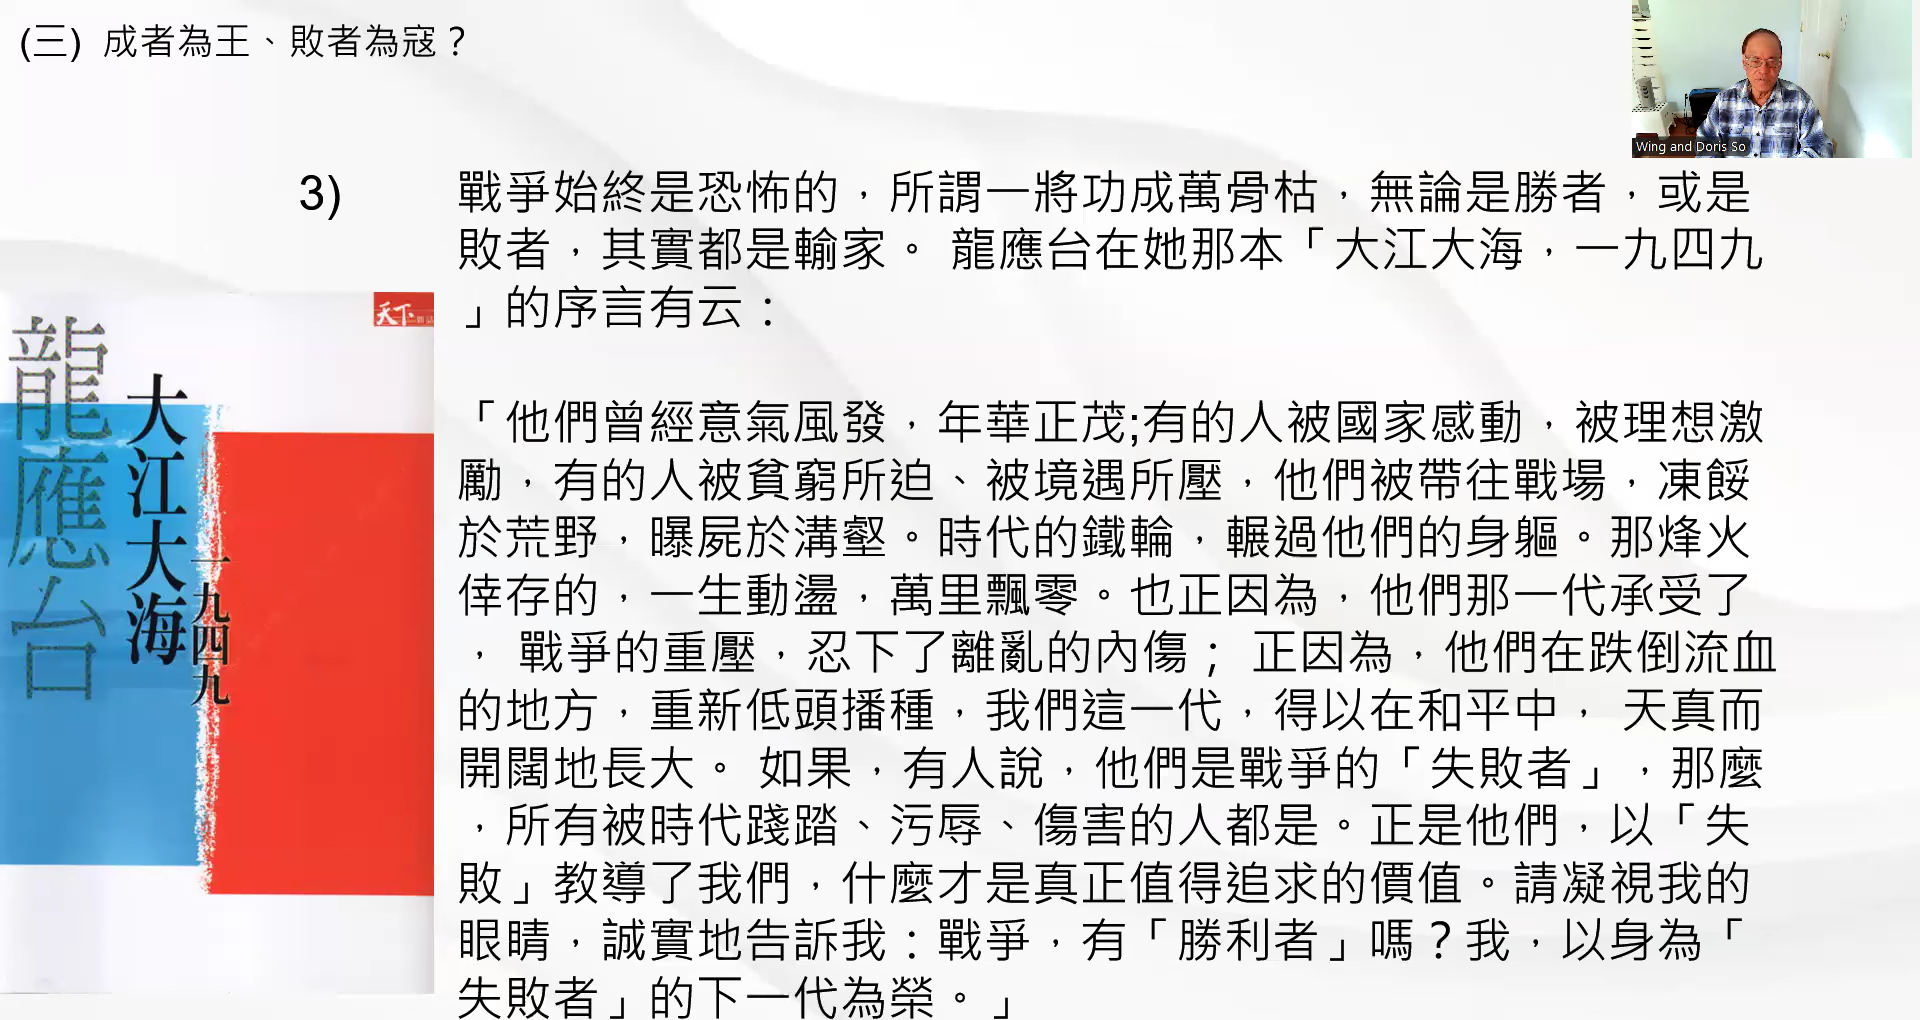 (三) 成者為王、敗者為寇？
Wing and Doris So
3)
戰爭始終是恐怖的，所謂一將功成萬骨枯，無論是勝者，或是
敗者，其實都是輸家。 龍應台在她那本「大江大海，一九四九
」的序言有云：
「他們曾經意氣風發，年華正茂;有的人被國家感動，被理想激
勵，有的人被貧窮所迫、被境遇所壓，他們被帶往戰場，凍餒
於荒野，曝屍於溝壑。時代的鐵輪，輾過他們的身軀。那烽火
倖存的，一生動盪，萬里飄零。也正因為，他們那一代承受了
， 戰爭的重壓，忍下了離亂的內傷； 正因為，他們在跌倒流血
的地方，重新低頭播種，我們這一代，得以在和平中， 天真而
開闊地長大。 如果，有人說，他們是戰爭的「失敗者」，那麼
，所有被時代踐踏、污辱、傷害的人都是。正是他們，以「失
敗」教導了我們，什麼才是真正值得追求的價值。請凝視我的
眼睛，誠實地告訴我：戰爭，有「勝利者」嗎？我，以身為「
失敗者」的下一代為榮。」
天下雜誌
龍應台
大江大海
一九四九